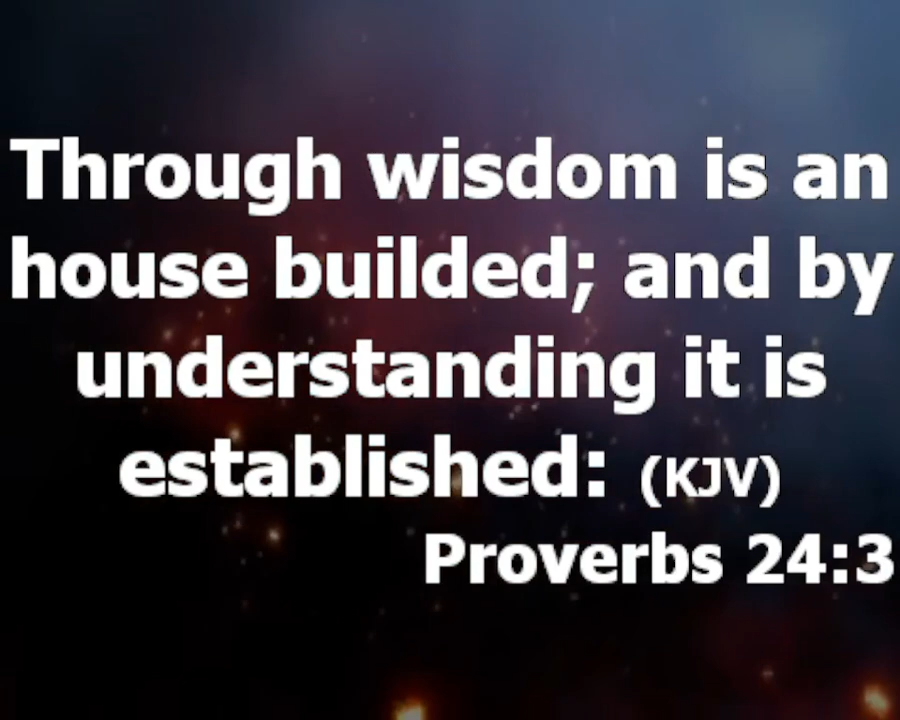 Through wisdom is an
house builded; and by
understanding it is
established: (KJV)
Proverbs 24:3